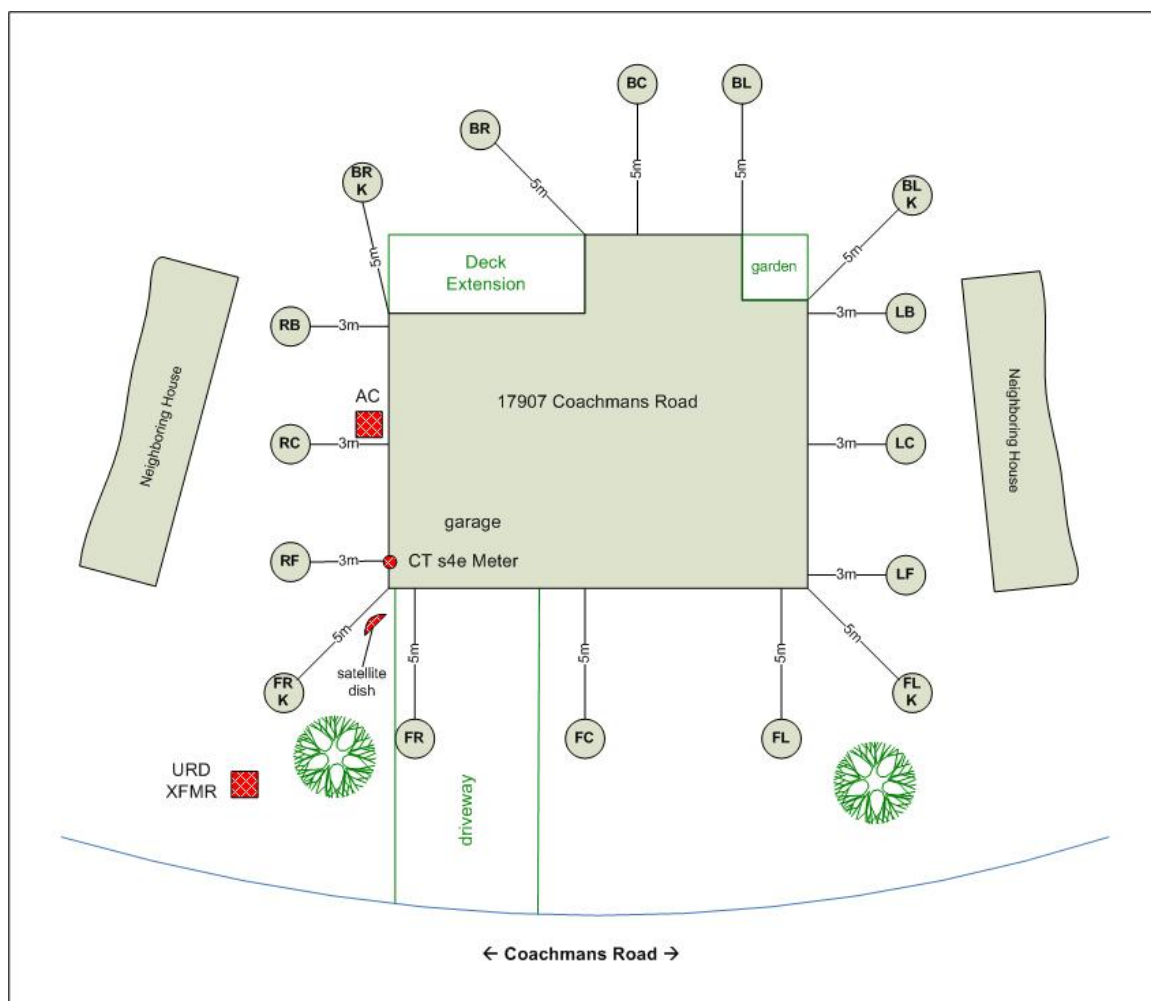 BC
BL
BR
5m
5m
BR
K
5m
BL
K
5m
Deck
Extension
garden
5m
RB
3m
3m
LB
AC
17907 Coachmans Road
Neighboring House
Neighboring House
RC
3m
3m
LC
garage
RF
3m
CT s4e Meter
3m
LF
5m
5m
5m
5m
5m
satellite
dish
FR
K
FL
K
FR
FC
FL
URD
XFMR
driveway
← Coachmans Road →